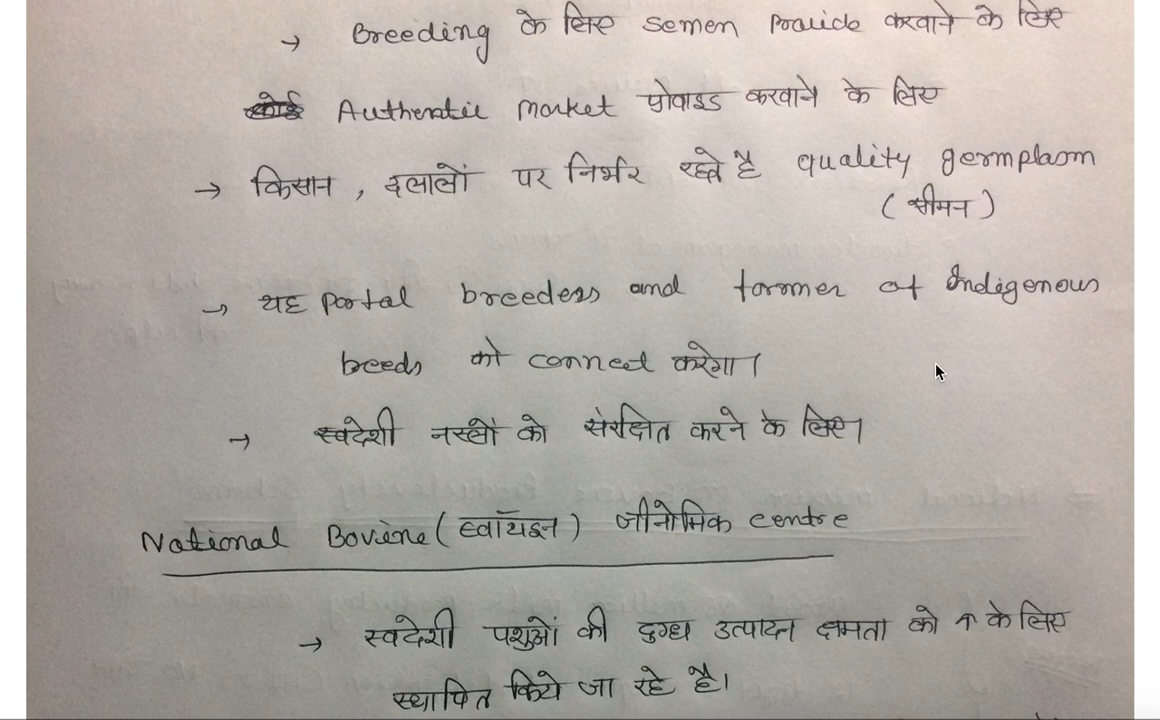 → Breeding के लिए semen Provide करवाने के लिए
Authentic market प्रोवाइड करवाने के लिए
→ किसान , दलालों पर निर्भर रहते है quality germplasm
( सीमन )
→ यह Portal breeders and farmer of Indigenous
breeds को connect करेगा।
→ स्वदेशी नस्लों को संरक्षित करने के लिए।
National Bovine ( ) जीनोमिक centre
→ स्वदेशी पशुओं की दुग्ध उत्पादन क्षमता को ↑ के लिए
स्थापित किये जा रहे है।